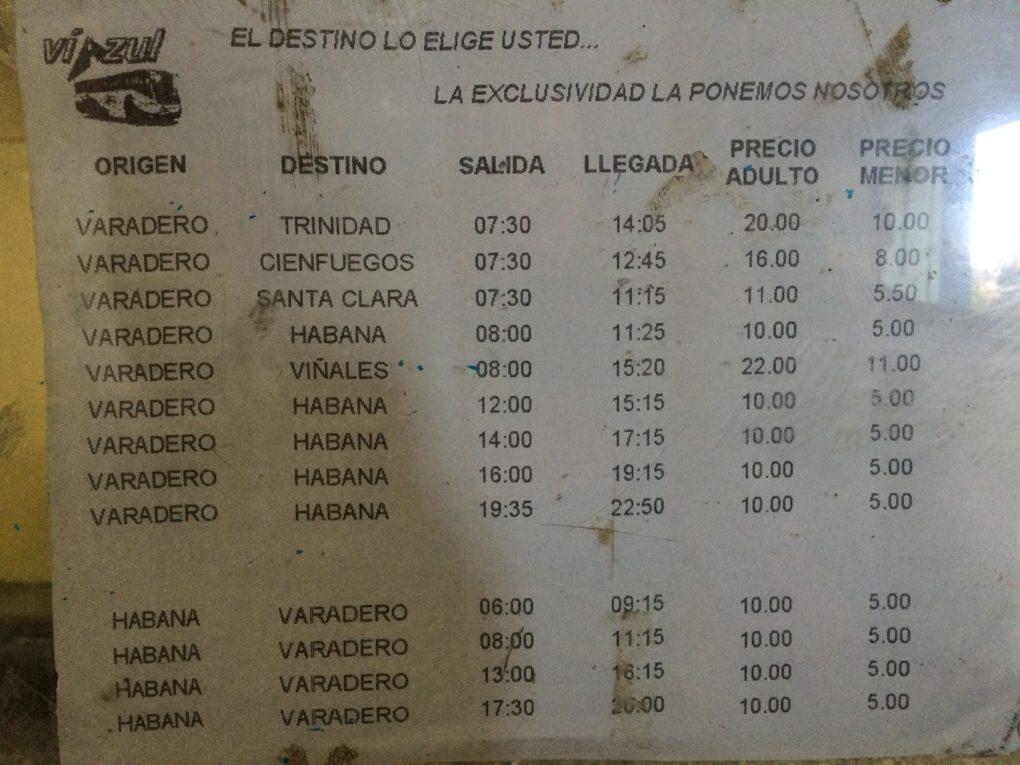 víAzul EL DESTINO LO ELIGE USTED...
LA EXCLUSIVIDAD LA PONEMOS NOSOTROS
ORIGEN DESTINO SALIDA LLEGADA PRECIO ADULTO PRECIO MENOR
VARADERO TRINIDAD 07:30 14:05 20.00 10.00
VARADERO CIENFUEGOS 07:30 12:45 16.00 8.00
VARADERO SANTA CLARA 07:30 11:15 11.00 5.50
VARADERO HABANA 08:00 11:25 10.00 5.00
VARADERO VIÑALES 08:00 15:20 22.00 11.00
VARADERO HABANA 12:00 15:15 10.00 5.00
VARADERO HABANA 14:00 17:15 10.00 5.00
VARADERO HABANA 16:00 19:15 10.00 5.00
VARADERO HABANA 19:35 22:50 10.00 5.00
HABANA VARADERO 06:00 09:15 10.00 5.00
HABANA VARADERO 08:00 11:15 10.00 5.00
HABANA VARADERO 13:00 16:15 10.00 5.00
HABANA VARADERO 17:30 20:00 10.00 5.00